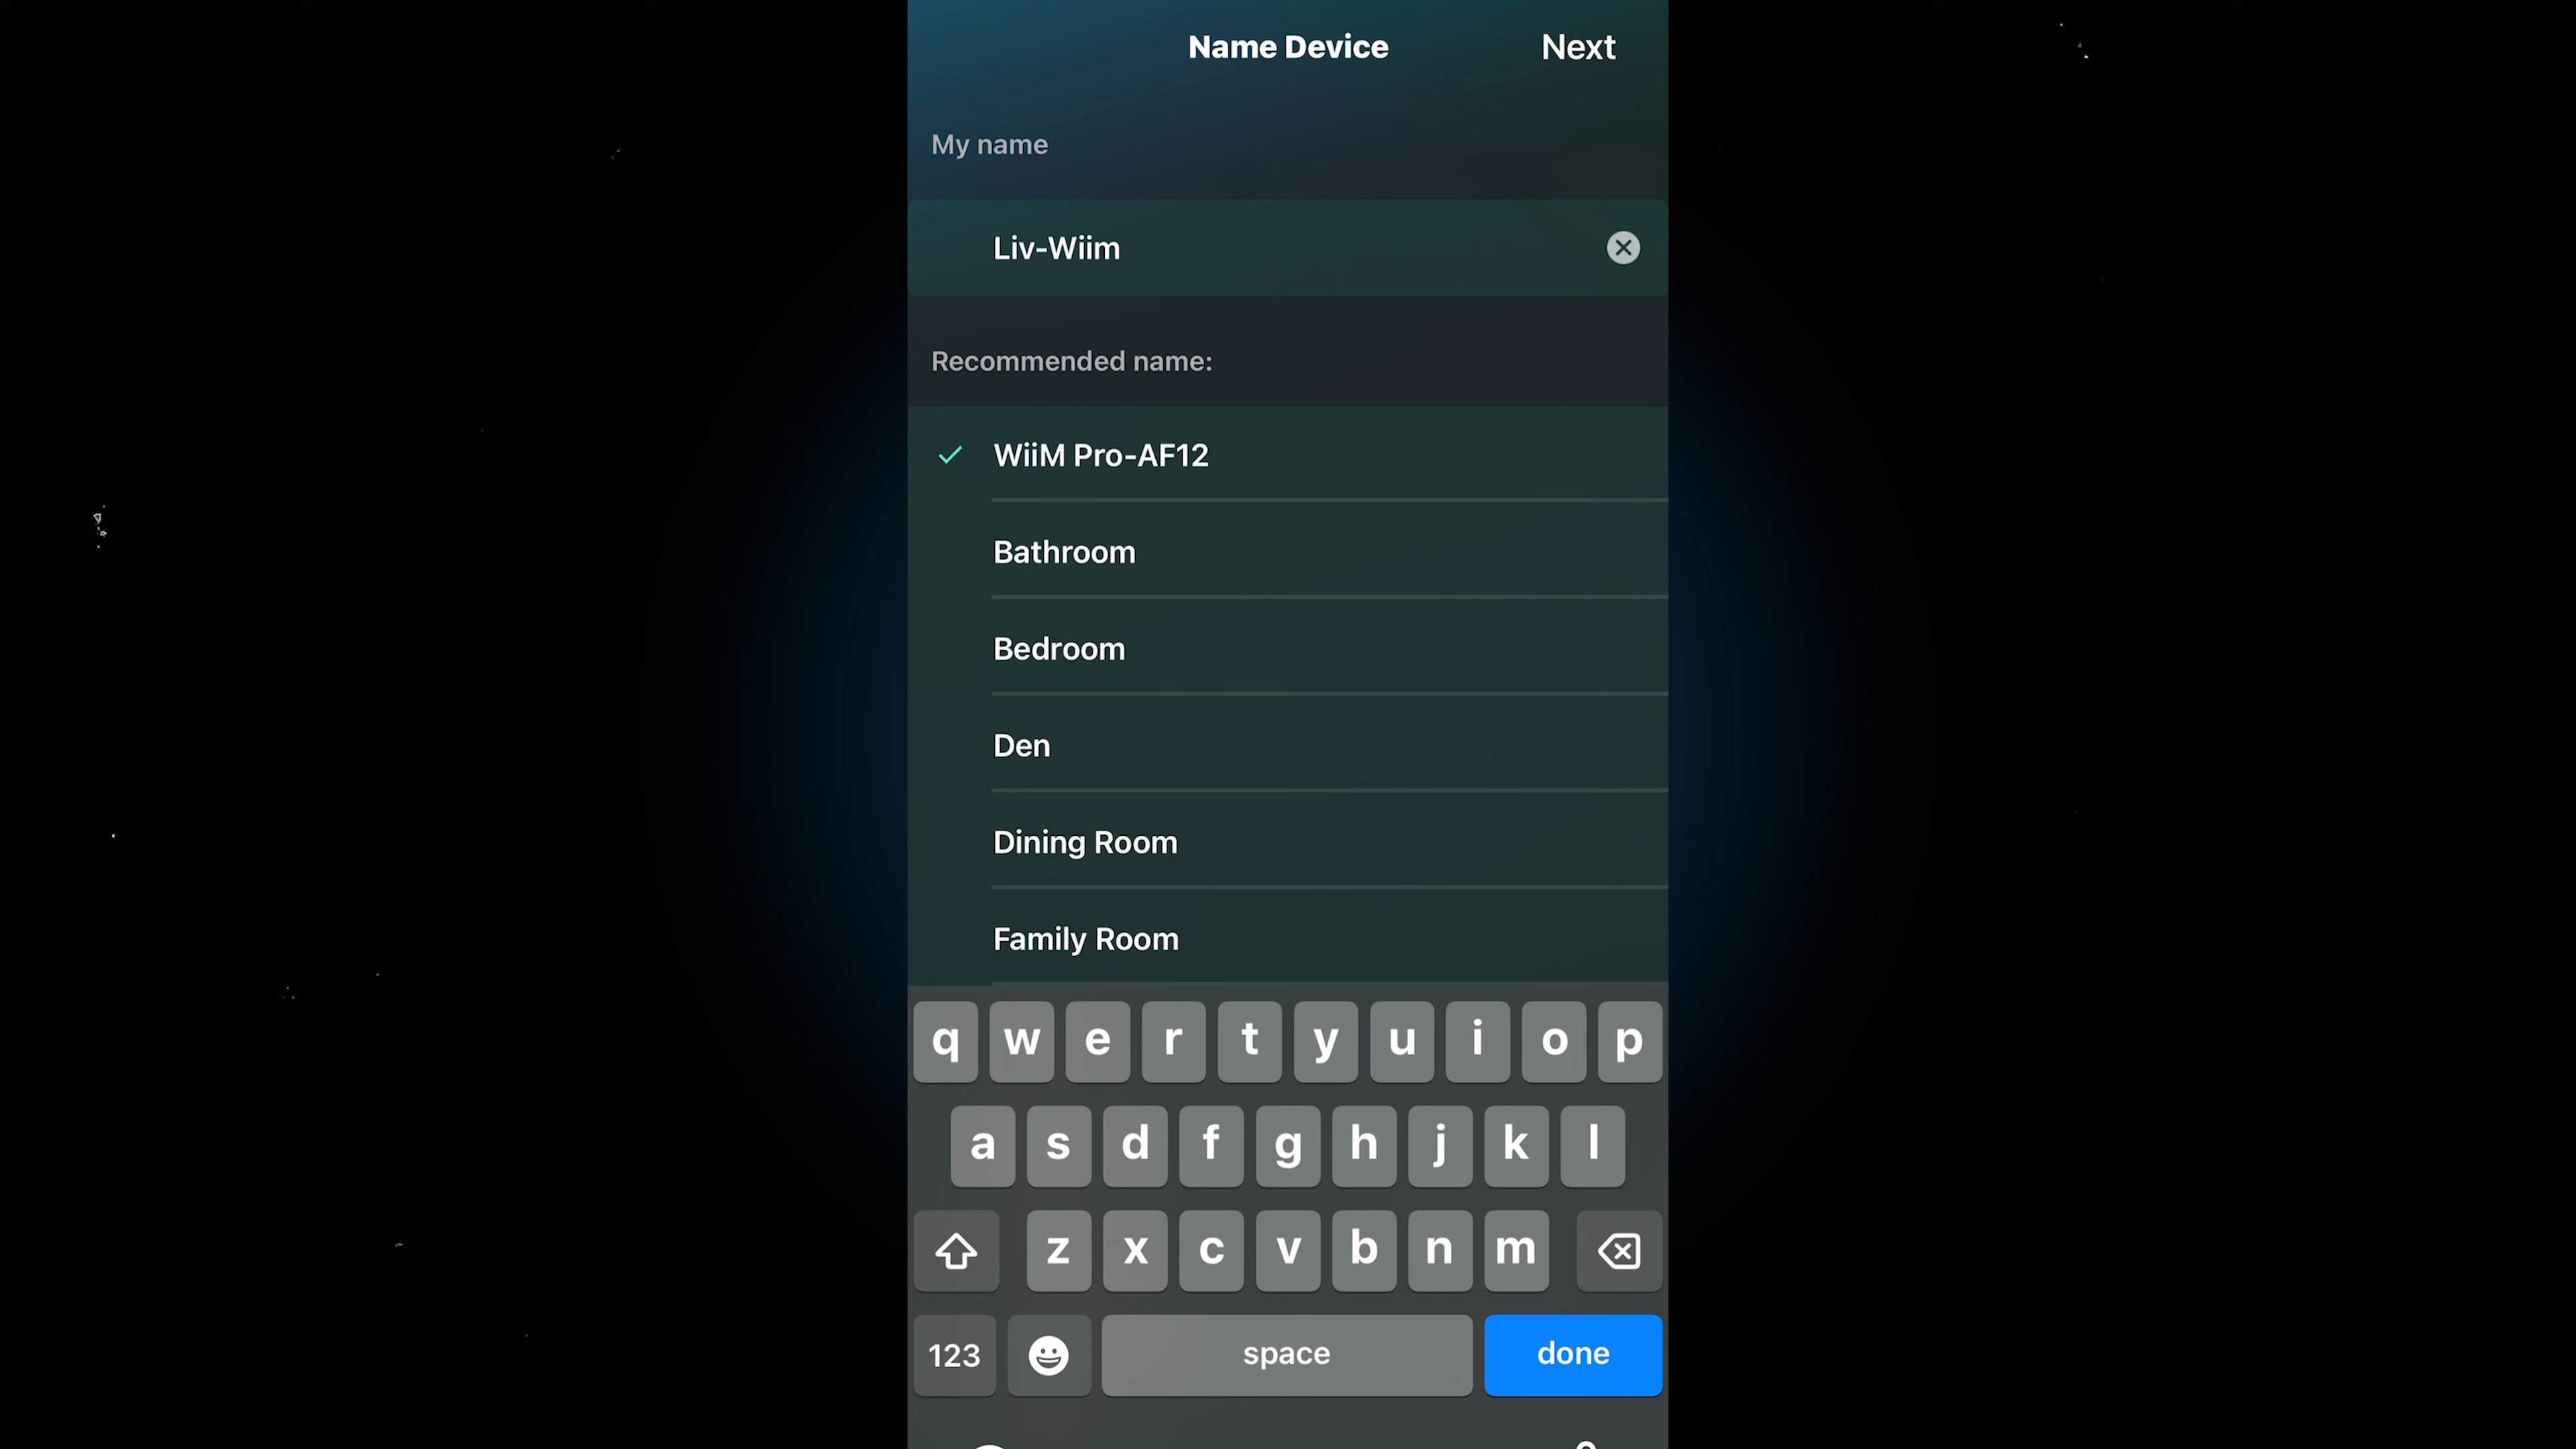 Name Device
Next
My name
Liv-Wiim
Recommended name:
WiiM Pro-AF12
Bathroom
Bedroom
Den
Dining Room
Family Room
q w e r t y u i o p
a s d f g h j k l
z x c v b n m
123 space done